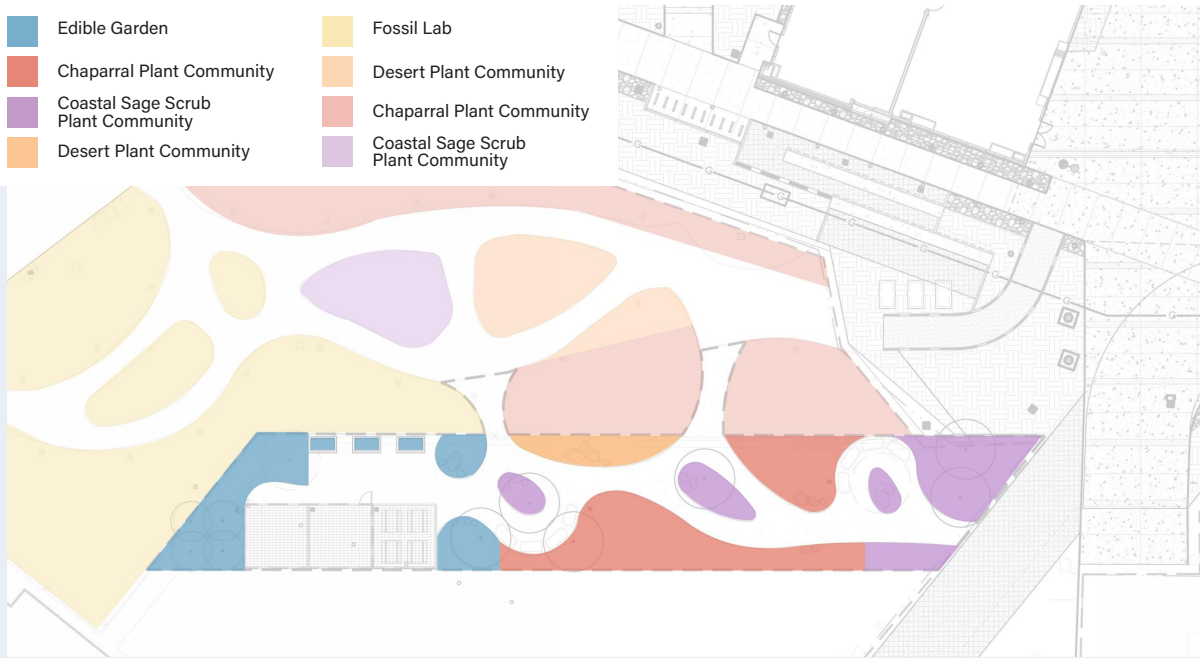 Edible Garden
Chaparral Plant Community
Coastal Sage Scrub
Plant Community
Desert Plant Community
Fossil Lab
Desert Plant Community
Chaparral Plant Community
Coastal Sage Scrub
Plant Community
G
G
G
G
G
G
G